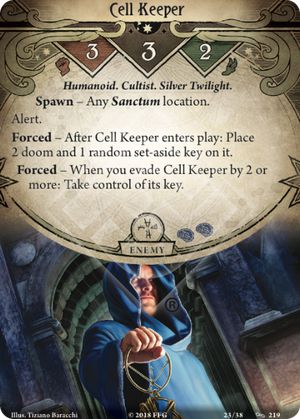 Cell Keeper
3 3 2
Humanoid. Cultist. Silver Twilight.
Spawn – Any Sanctum location.
Alert.
Forced – After Cell Keeper enters play: Place
2 doom and 1 random set-aside key on it.
Forced – When you evade Cell Keeper by 2 or
more: Take control of its key.
ENEMY
®
Illus. Tiziano Baracchi
© 2018 FFG
23/38
219